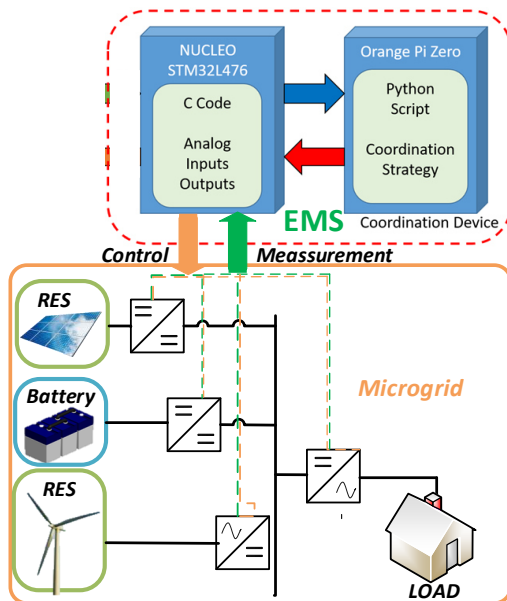 NUCLEO
STM32L476
C Code
Analog
Inputs
Outputs
Orange Pi Zero
Python
Script
Coordination
Strategy
EMS
Coordination Device
Control
Meassurement
RES
Battery
RES
Microgrid
LOAD